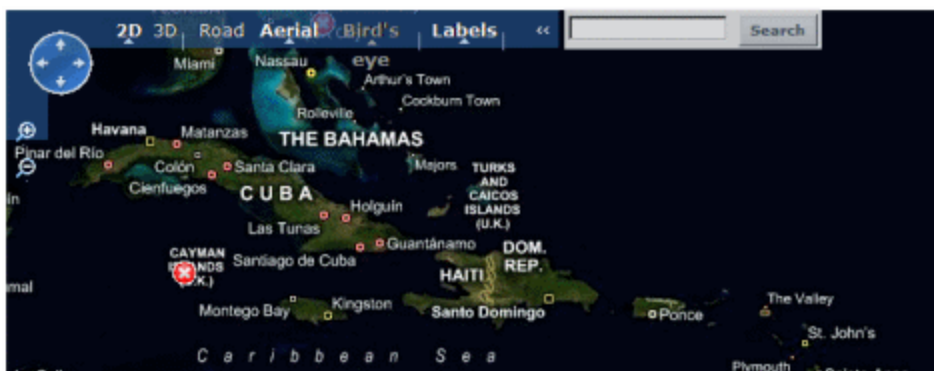 2D 3D Road Aerial Bird's eye Labels « Search
Miami
Nassau
Arthur's Town
Cockburn Town
Rolleville
Havana
Matanzas
THE BAHAMAS
Pinar del Río
Colón
Santa Clara
Majors
TURKS
AND
CAICOS
ISLANDS
(U.K.)
Cienfuegos
CUBA
Holguín
Las Tunas
Guantánamo
CAYMAN
Santiago de Cuba
DOM.
REP.
HAITI
Montego Bay
Kingston
Santo Domingo
Ponce
The Valley
St. John's
Caribbean Sea
Plymouth